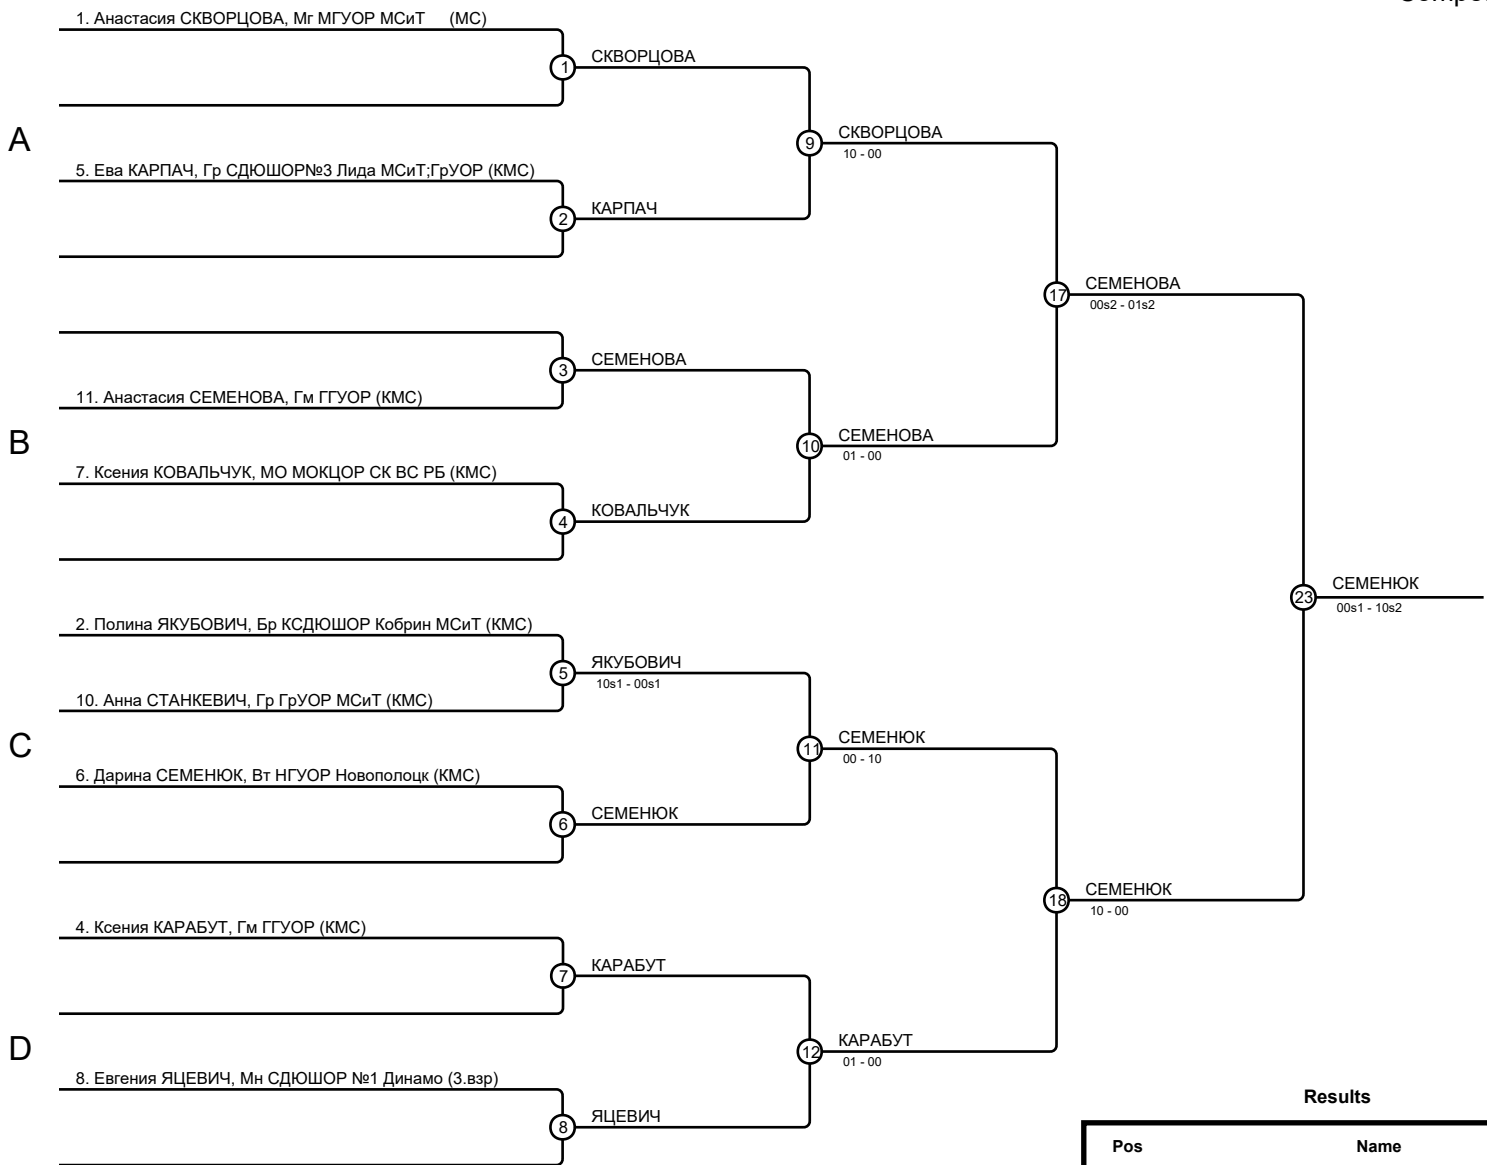 1. Анастасия СКВОРЦОВА, Мг МГУОР МСиТ (МС)
1
СКВОРЦОВА
A
9
СКВОРЦОВА
10 - 00
5. Ева КАРПАЧ, Гр СДЮШОР№3 Лида МСиТ;ГрУОР (КМС)
2
КАРПАЧ
17
СЕМЕНОВА
00s2 - 01s2
3
СЕМЕНОВА
11. Анастасия СЕМЕНОВА, Гм ГГУОР (КМС)
B
10
СЕМЕНОВА
01 - 00
7. Ксения КОВАЛЬЧУК, МО МОКЦОР СК ВС РБ (КМС)
4
КОВАЛЬЧУК
23
СЕМЕНЮК
00s1 - 10s2
2. Полина ЯКУБОВИЧ, Бр КСДЮШОР Кобрин МСиТ (КМС)
5
ЯКУБОВИЧ
10s1 - 00s1
10. Анна СТАНКЕВИЧ, Гр ГрУОР МСиТ (КМС)
C
11
СЕМЕНЮК
00 - 10
6. Дарина СЕМЕНЮК, Вт НГУОР Новополоцк (КМС)
6
СЕМЕНЮК
18
СЕМЕНЮК
10 - 00
4. Ксения КАРАБУТ, Гм ГГУОР (КМС)
7
КАРАБУТ
D
12
КАРАБУТ
01 - 00
8. Евгения ЯЦЕВИЧ, Мн СДЮШОР №1 Динамо (3.взр)
8
ЯЦЕВИЧ
Results
Pos Name